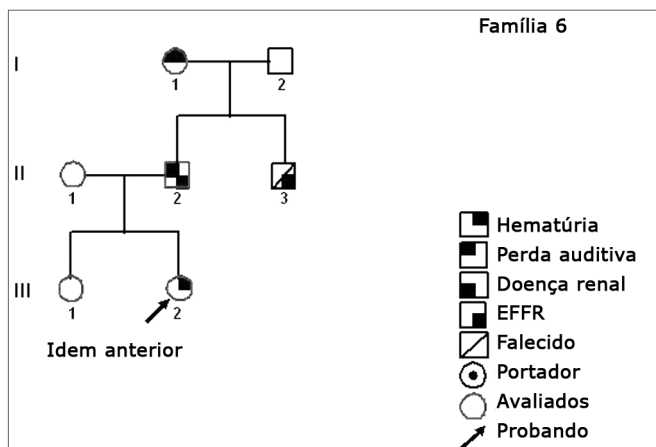 Família 6
I
1
2
II
1
2
3
III
1
2
Idem anterior
Hematúria
Perda auditiva
Doença renal
EFFR
Falecido
Portador
Avaliados
Probando